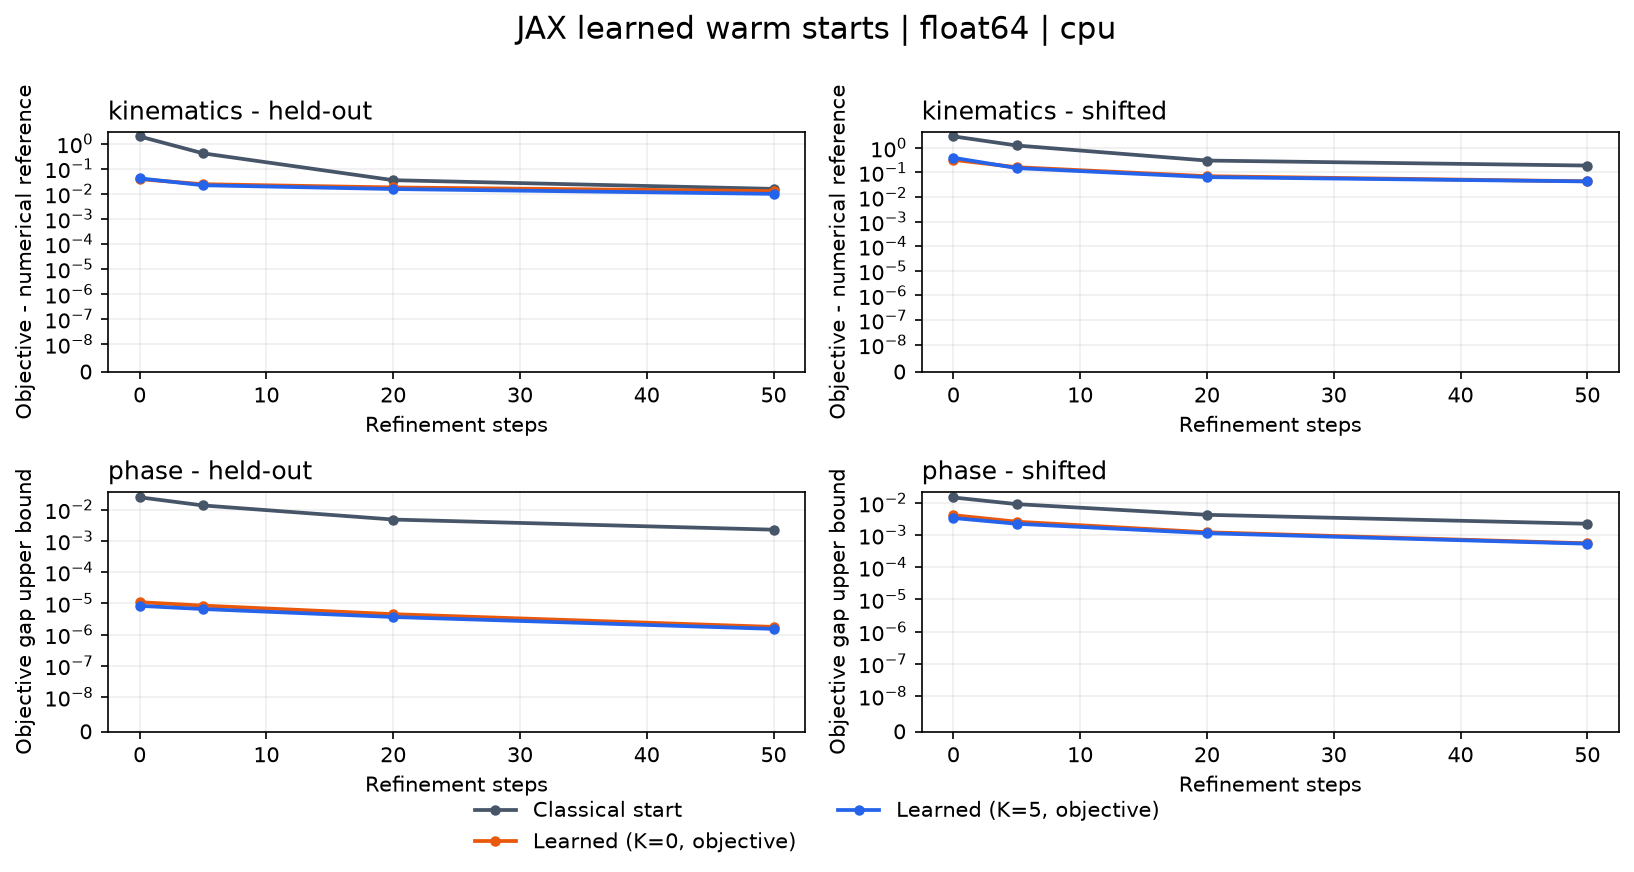 JAX learned warm starts | float64 | cpu
kinematics - held-out
Objective - numerical reference
10⁰
10⁻¹
10⁻²
10⁻³
10⁻⁴
10⁻⁵
10⁻⁶
10⁻⁷
10⁻⁸
0
0 10 20 30 40 50
Refinement steps
kinematics - shifted
Objective - numerical reference
10⁰
10⁻¹
10⁻²
10⁻³
10⁻⁴
10⁻⁵
10⁻⁶
10⁻⁷
10⁻⁸
0
0 10 20 30 40 50
Refinement steps
phase - held-out
Objective gap upper bound
10⁻²
10⁻³
10⁻⁴
10⁻⁵
10⁻⁶
10⁻⁷
10⁻⁸
0
0 10 20 30 40 50
Refinement steps
phase - shifted
Objective gap upper bound
10⁻²
10⁻³
10⁻⁴
10⁻⁵
10⁻⁶
10⁻⁷
10⁻⁸
0
0 10 20 30 40 50
Refinement steps
Classical start
Learned (K=0, objective)
Learned (K=5, objective)